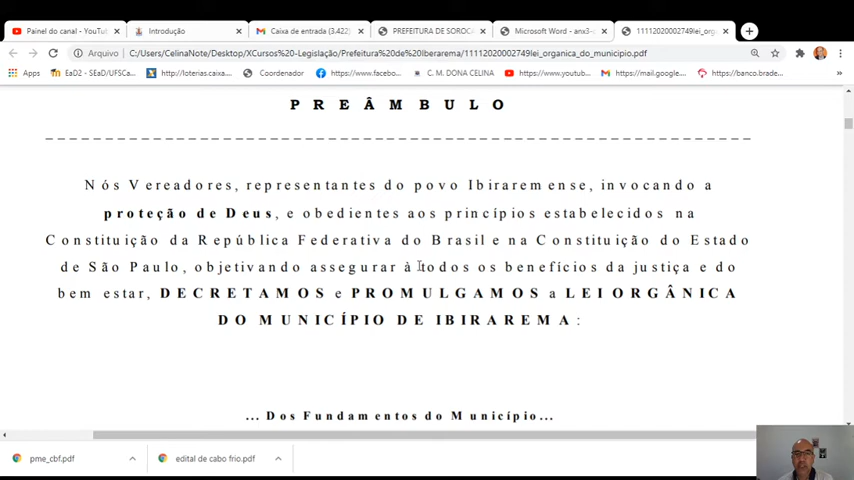 Painel do canal - YouTu
Introdução
Caixa de entrada (3.422)
PREFEITURA DE SOROC
Microsoft Word - anx3-
11112020002749lei_orga
Arquivo
C:/Users/CelinaNote/Desktop/XCursos%20-Legislação/Prefeitura%20de%20Iberarema/11112020002749lei_organica_do_municipio.pdf
Apps
EaD2 - SEaD/UFSCa...
http://loterias.caixa...
Coordenador
https://www.facebo...
C. M. DONA CELINA
https://www.youtub...
https://mail.google...
https://banco.brade...
PREÂMBULO
Nós Vereadores, representantes do povo Ibiraremense, invocando a
proteção de Deus, e obedientes aos princípios estabelecidos na
Constituição da República Federativa do Brasil e na Constituição do Estado
de São Paulo, objetivando assegurar à todos os benefícios da justiça e do
bem estar, DECRETAMOS e PROMULGAMOS a LEI ORGÂNICA
DO MUNICÍPIO DE IBIRAREMA:
... Dos Fundamentos do Município...
pme_cbf.pdf
edital de cabo frio.pdf